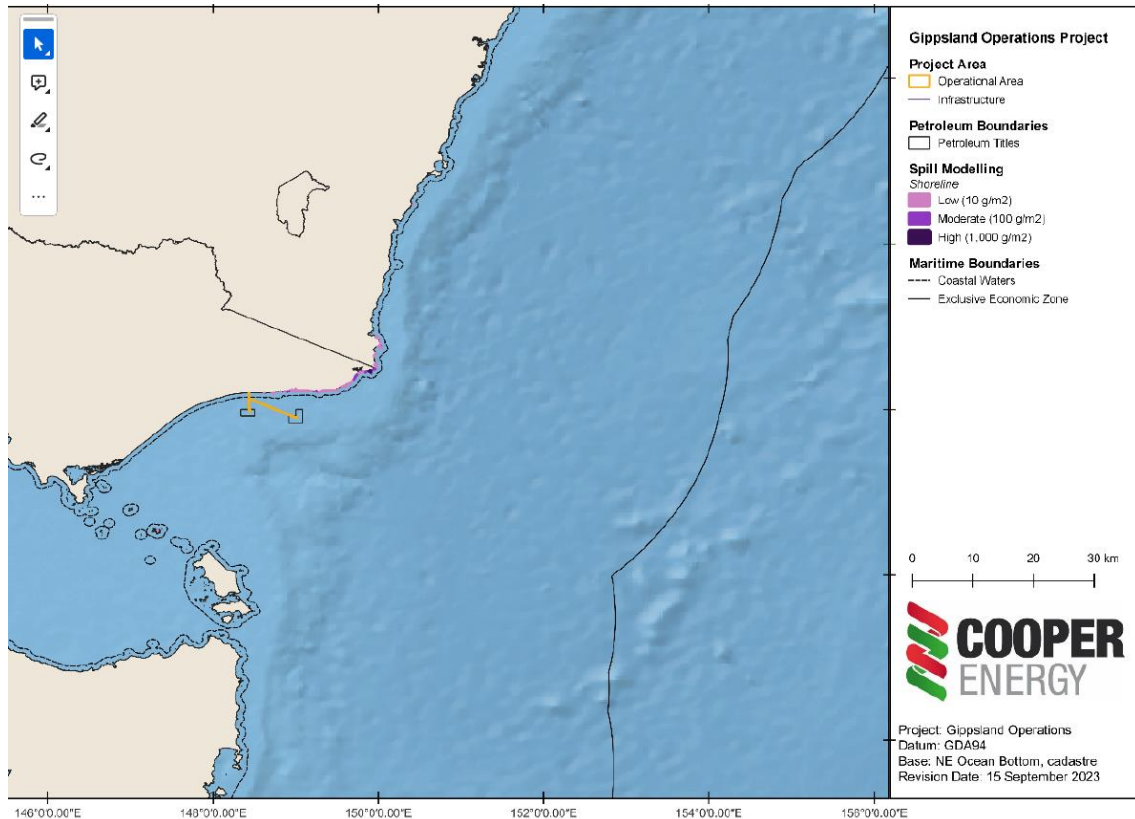 Gippsland Operations Project
Project Area
Operational Area
Infrastructure
Petroleum Boundaries
Petroleum Titles
Spill Modelling
Shoreline
Low (10 g/m2)
Moderate (100 g/m2)
High (1,000 g/m2)
Maritime Boundaries
Coastal Waters
Exclusive Economic Zone
0 10 20 30 km
COOPER
ENERGY
Project: Gippsland Operations
Datum: GDA94
Base: NE Ocean Bottom, cadastre
Revision Date: 15 September 2023
146°0'0.00"E 148°0'0.00"E 150°0'0.00"E 152°0'0.00"E 154°0'0.00"E 156°0'0.00"E